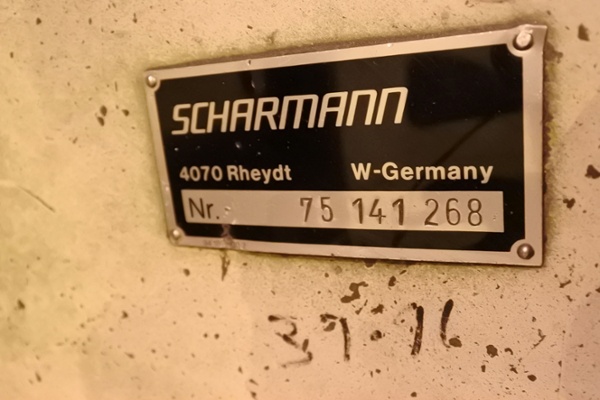 SCHARMANN
4070 Rheydt W-Germany
Nr. 75 141 268